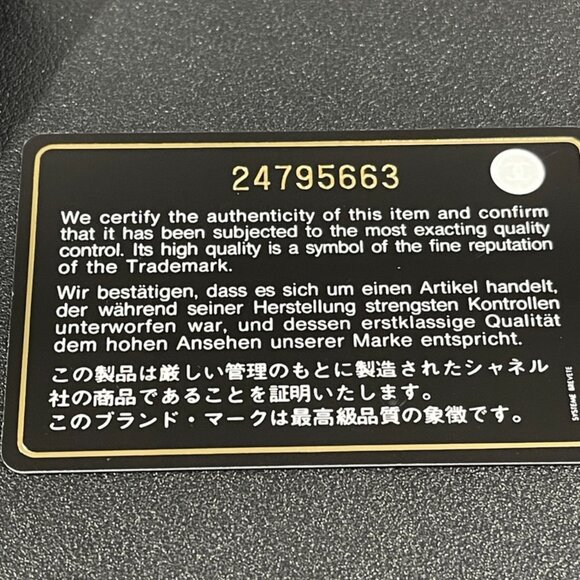 24795663
We certify the authenticity of this item and confirm
that it has been subjected to the most exacting quality
control. Its high quality is a symbol of the fine reputation
of the Trademark.
Wir bestätigen, dass es sich um einen Artikel handelt,
der während seiner Herstellung strengsten Kontrollen
unterworfen war, und dessen erstklassige Qualität
dem hohen Ansehen unserer Marke entspricht.
この製品は厳しい管理のもとに製造されたシャネル
社の商品であることを証明いたします。
このブランド・マークは最高級品質の象徴です。
SYSTEME BREVETE